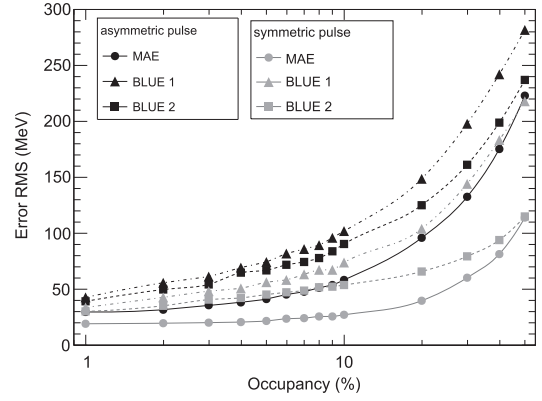 300
250
200
150
100
50
0
Error RMS (MeV)
asymmetric pulse
MAE
BLUE 1
BLUE 2
symmetric pulse
MAE
BLUE 1
BLUE 2
1
10
Occupancy (%)